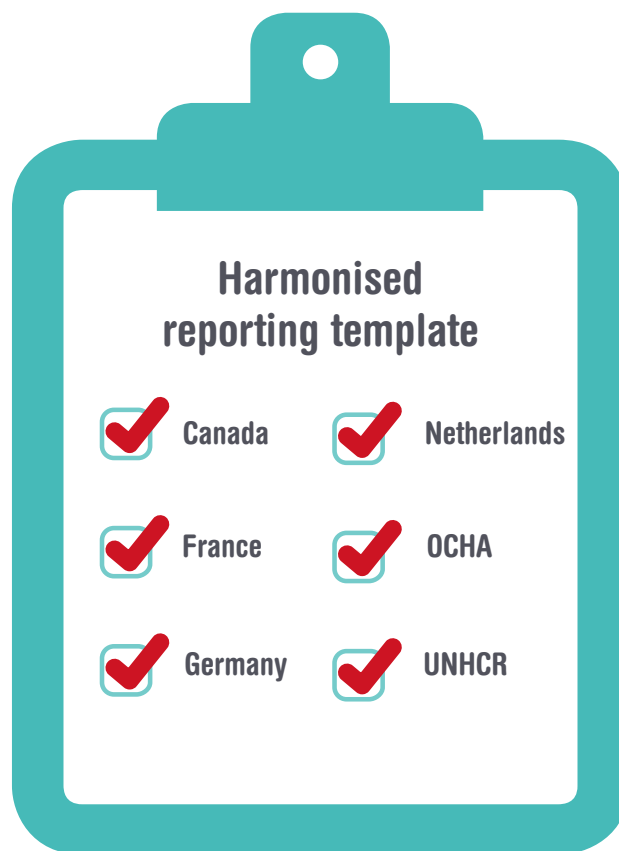 Harmonised
reporting template
Canada
Netherlands
France
OCHA
Germany
UNHCR